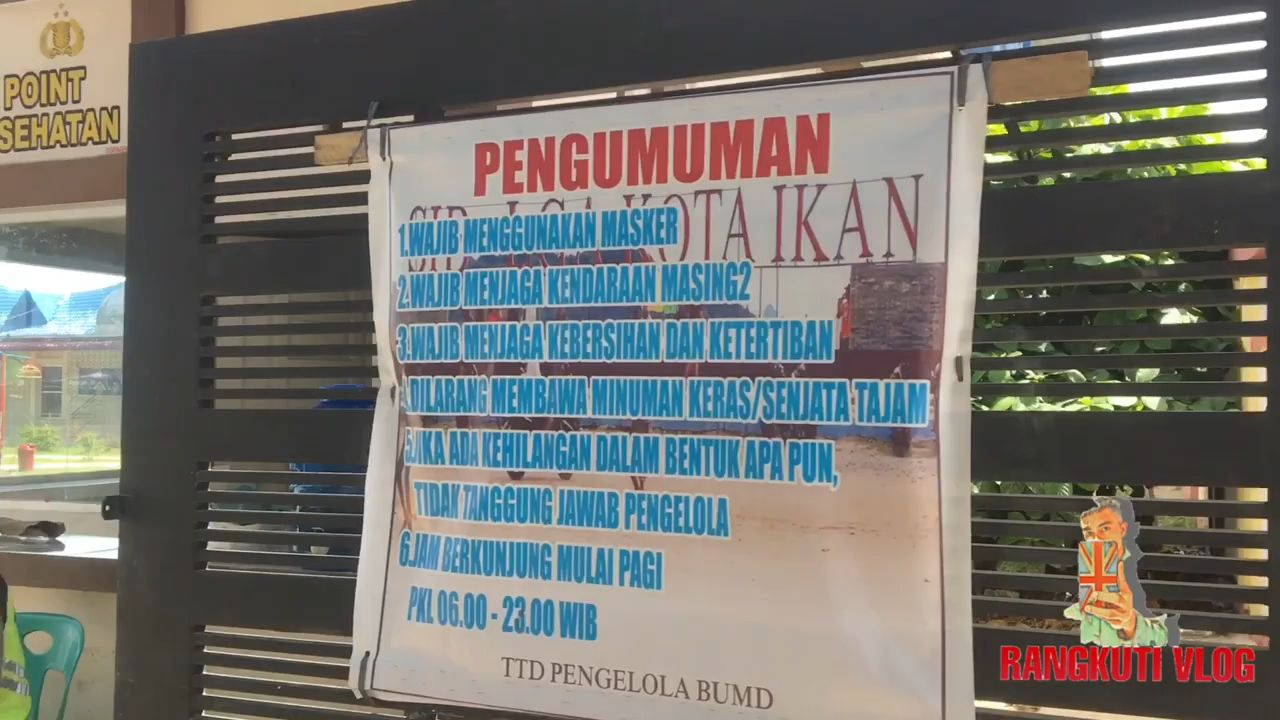 POINT
SEHATAN
PENGUMUMAN
KOTA IKAN
1.WAJIB MENGGUNAKAN MASKER
2.WAJIB MENJAGA KENDARAAN MASING2
3.WAJIB MENJAGA KEBERSIHAN DAN KETERTIBAN
4.DILARANG MEMBAWA MINUMAN KERAS/SENJATA TAJAM
5.JIKA ADA KEHILANGAN DALAM BENTUK APA PUN,
TIDAK TANGGUNG JAWAB PENGELOLA
6.JAM BERKUNJUNG MULAI PAGI
PKL 06.00 - 23.00 WIB
TTD PENGELOLA BUMD
RANGKUTI VLOG